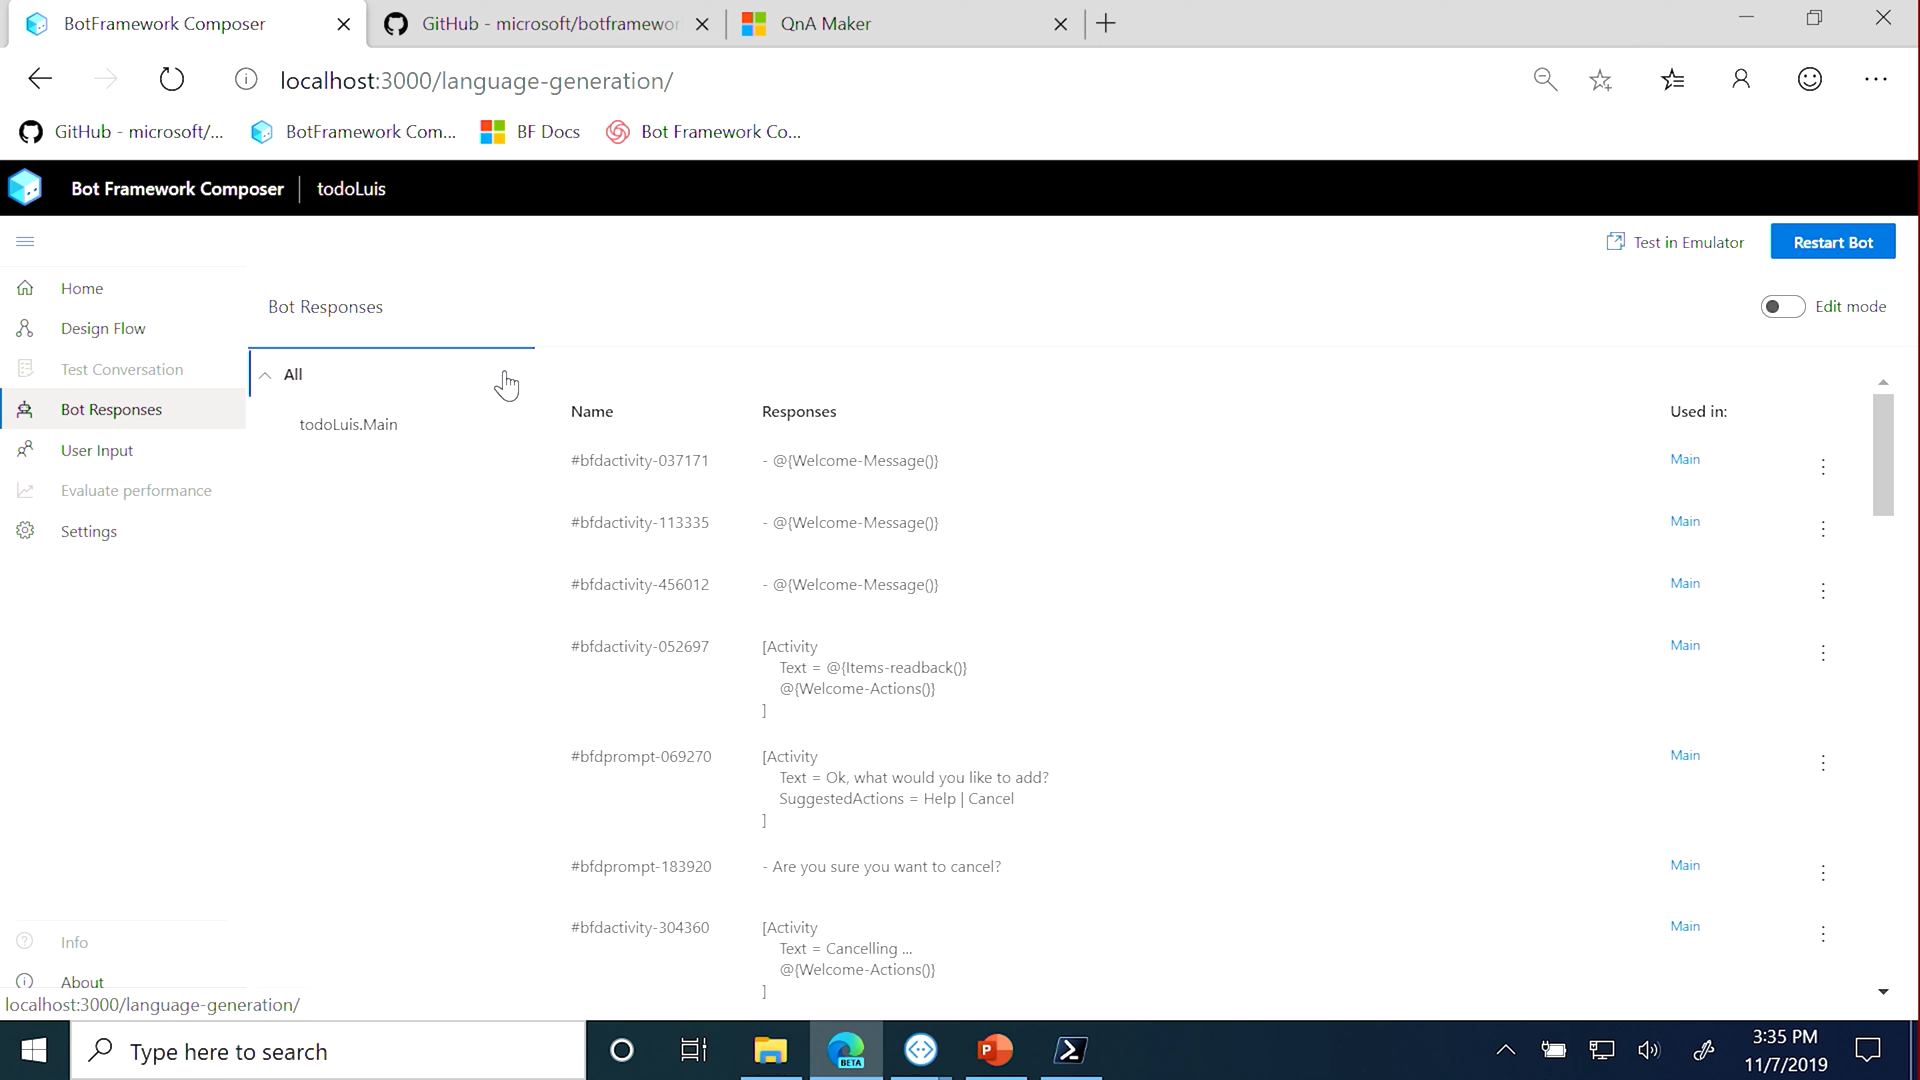 BotFramework Composer
GitHub - microsoft/botframewor
QnA Maker
localhost:3000/language-generation/
GitHub - microsoft/...
BotFramework Com...
BF Docs
Bot Framework Co...
Bot Framework Composer
todoLuis
Test in Emulator
Restart Bot
Home
Design Flow
Test Conversation
Bot Responses
User Input
Evaluate performance
Settings
Info
About
localhost:3000/language-generation/
Bot Responses
Edit mode
All
todoLuis.Main
Name Responses Used in:
#bfdactivity-037171 - @{Welcome-Message()} Main
#bfdactivity-113335 - @{Welcome-Message()} Main
#bfdactivity-456012 - @{Welcome-Message()} Main
#bfdactivity-052697 [Activity Main
Text = @{Items-readback()}
@{Welcome-Actions()}
]
#bfdprompt-069270 [Activity Main
Text = Ok, what would you like to add?
SuggestedActions = Help | Cancel
]
#bfdprompt-183920 - Are you sure you want to cancel? Main
#bfdactivity-304360 [Activity Main
Text = Cancelling ...
@{Welcome-Actions()}
]
Type here to search
BETA
3:35 PM
11/7/2019